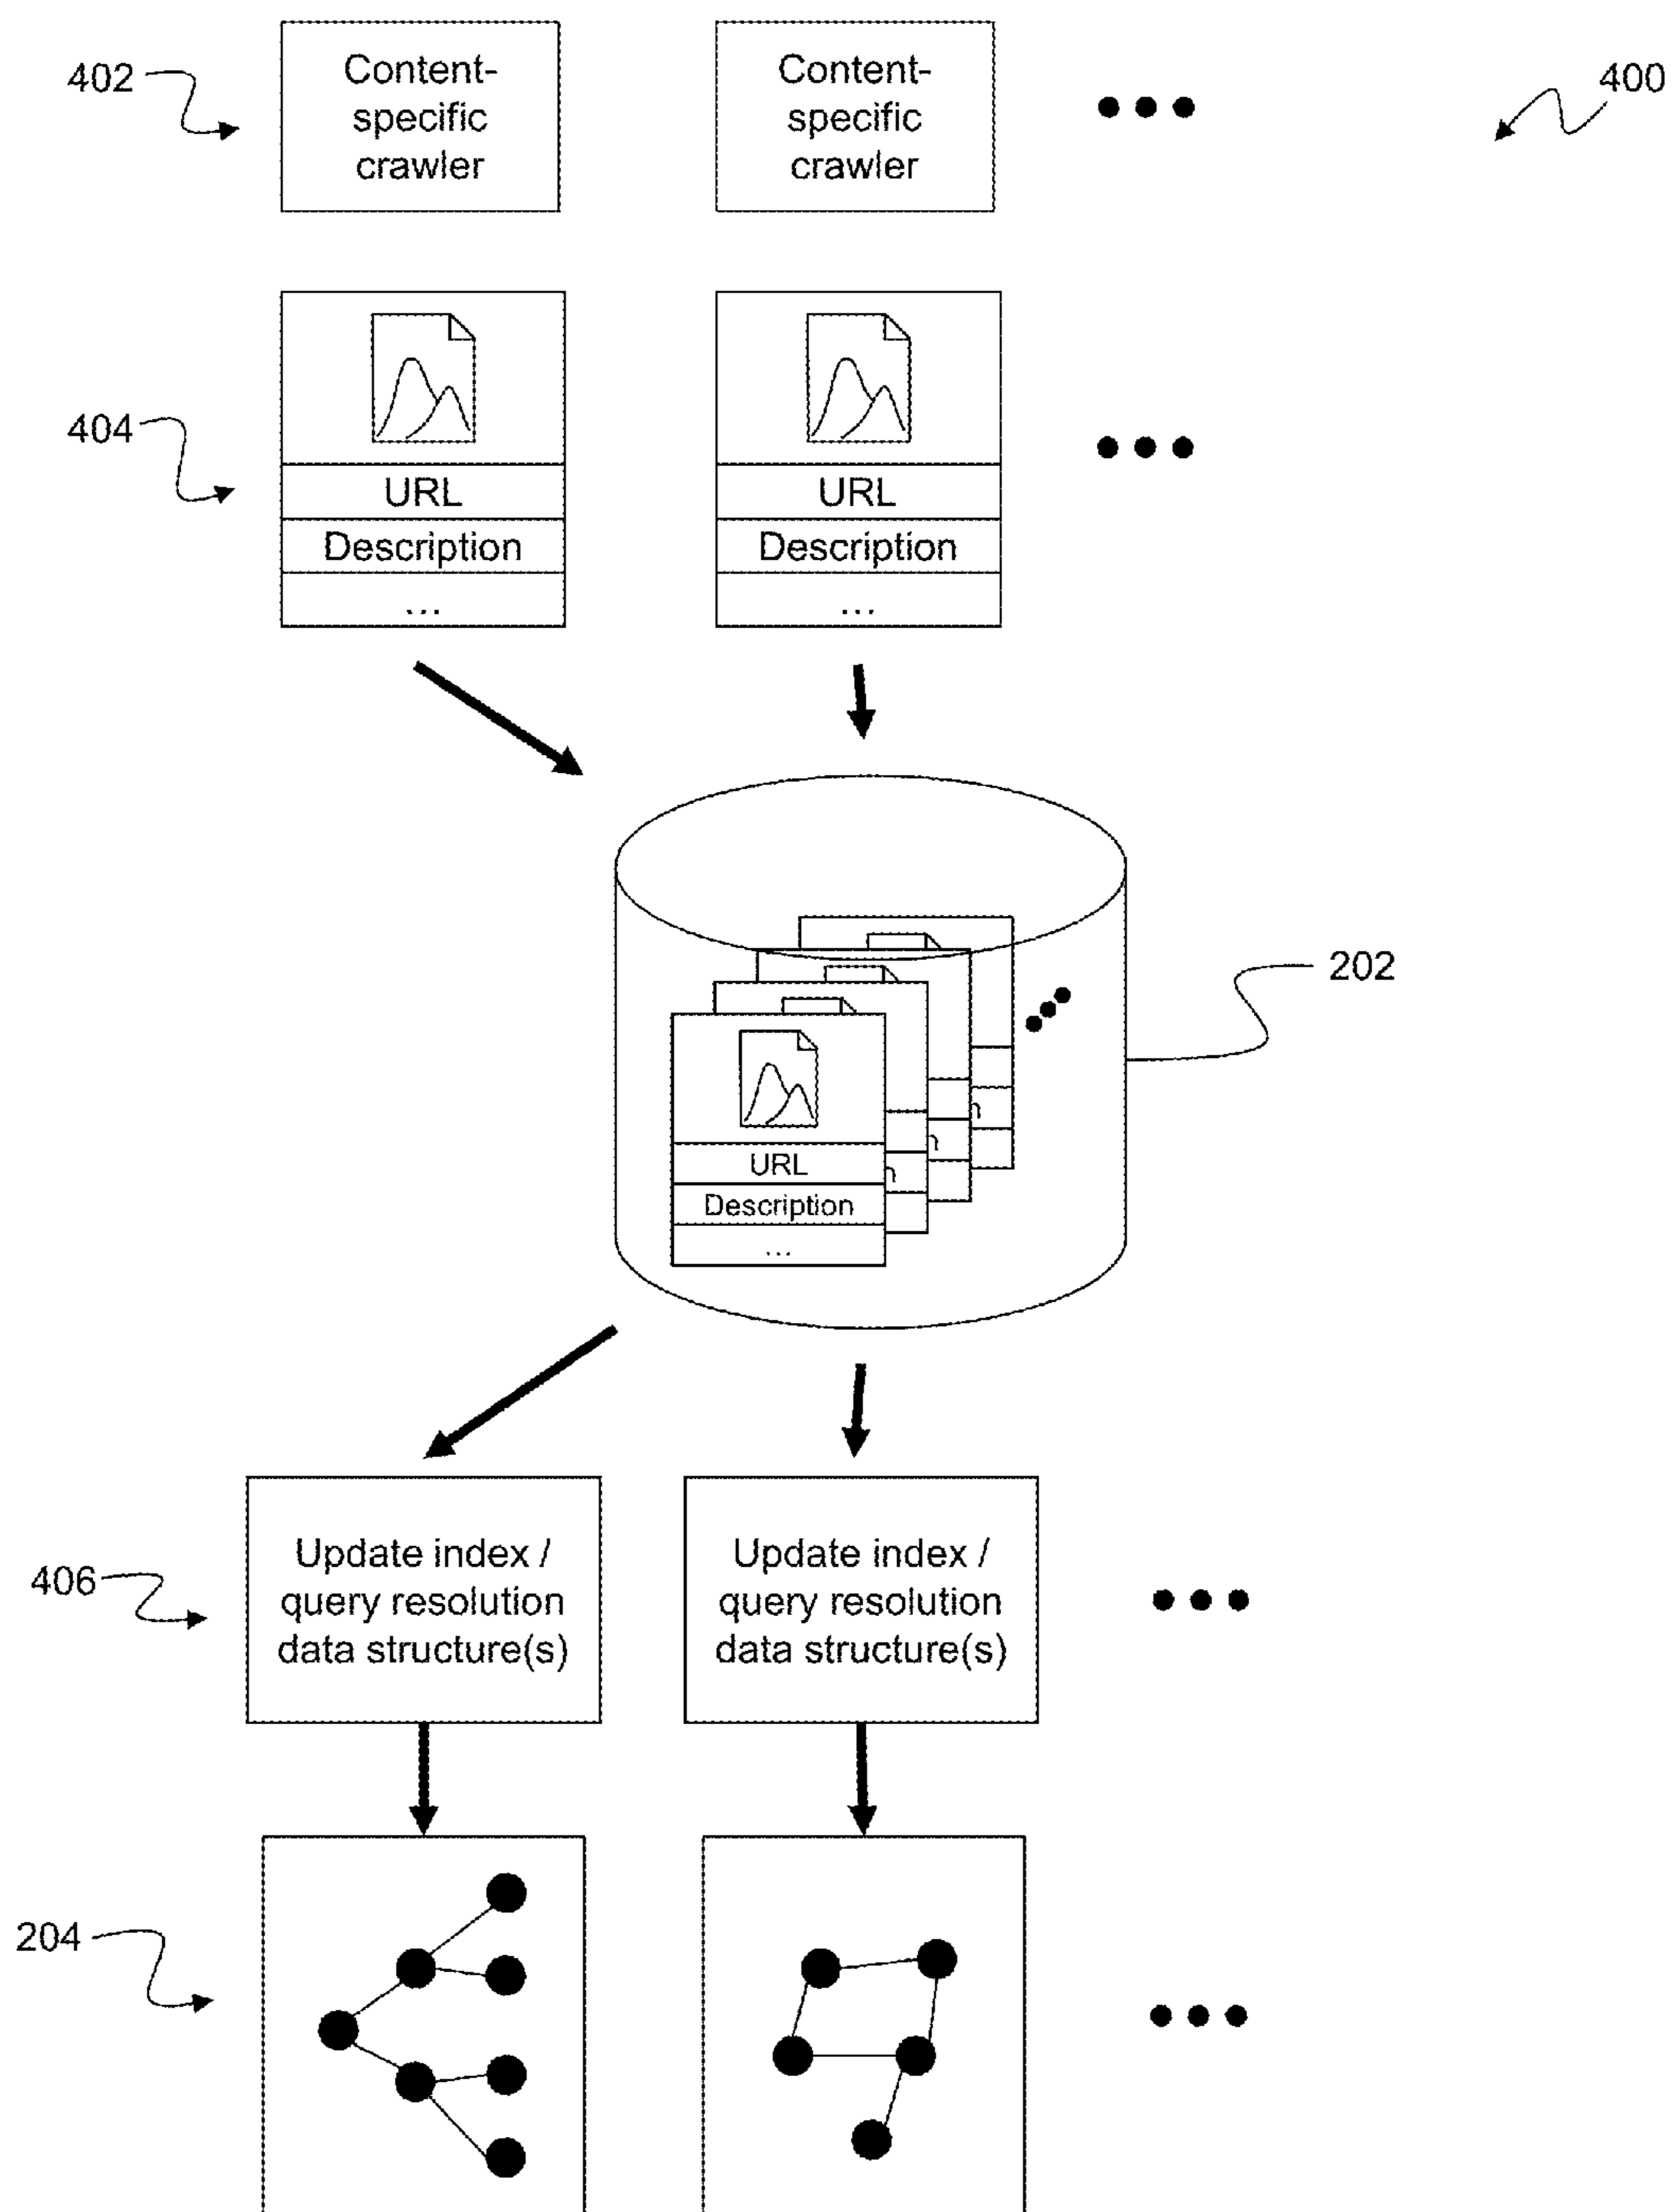 402
Content-
specific
crawler
Content-
specific
crawler
400
404
URL
Description
...
URL
Description
...
202
URL
Description
...
406
Update index /
query resolution
data structure(s)
Update index /
query resolution
data structure(s)
204